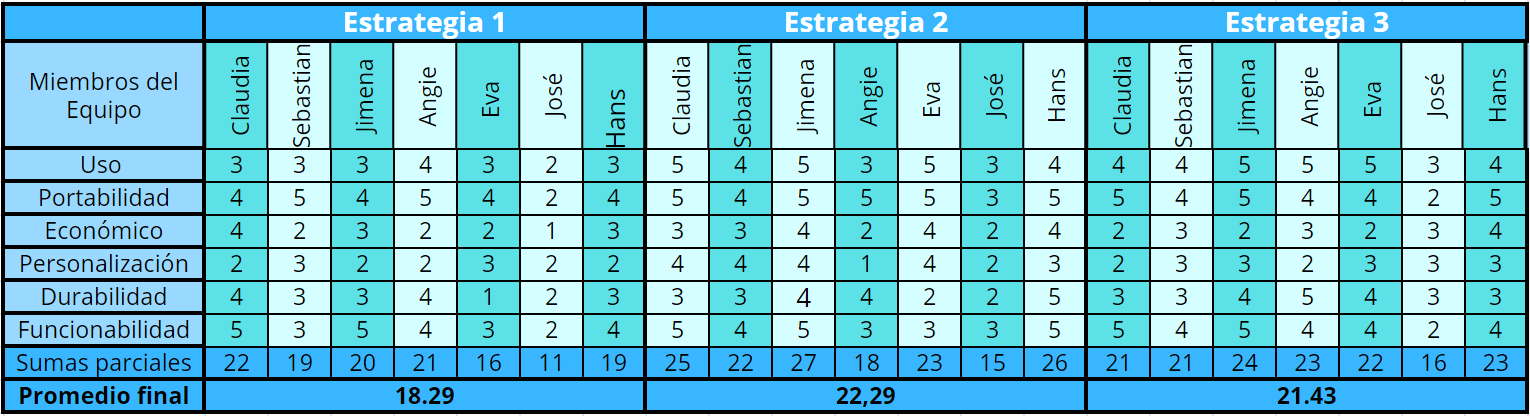 Estrategia 1 Estrategia 2 Estrategia 3
Miembros del Equipo Claudia Sebastian Jimena Angie Eva José Hans Claudia Sebastian Jimena Angie Eva José Hans Claudia Sebastian Jimena Angie Eva José Hans
Uso 3 3 3 4 3 2 3 5 4 5 3 5 3 4 4 4 5 5 5 3 4
Portabilidad 4 5 4 5 4 2 4 5 4 5 5 5 3 5 5 4 5 4 4 2 5
Económico 4 2 3 2 2 1 3 3 3 4 2 4 2 4 2 3 2 3 2 3 4
Personalización 2 3 2 2 3 2 2 4 4 4 1 4 2 3 2 3 3 2 3 3 3
Durabilidad 4 3 3 4 1 2 3 3 3 4 4 2 2 5 3 3 4 5 4 3 3
Funcionabilidad 5 3 5 4 3 2 4 5 4 5 3 3 3 5 5 4 5 4 4 2 4
Sumas parciales 22 19 20 21 16 11 19 25 22 27 18 23 15 26 21 21 24 23 22 16 23
Promedio final 18.29 22,29 21.43